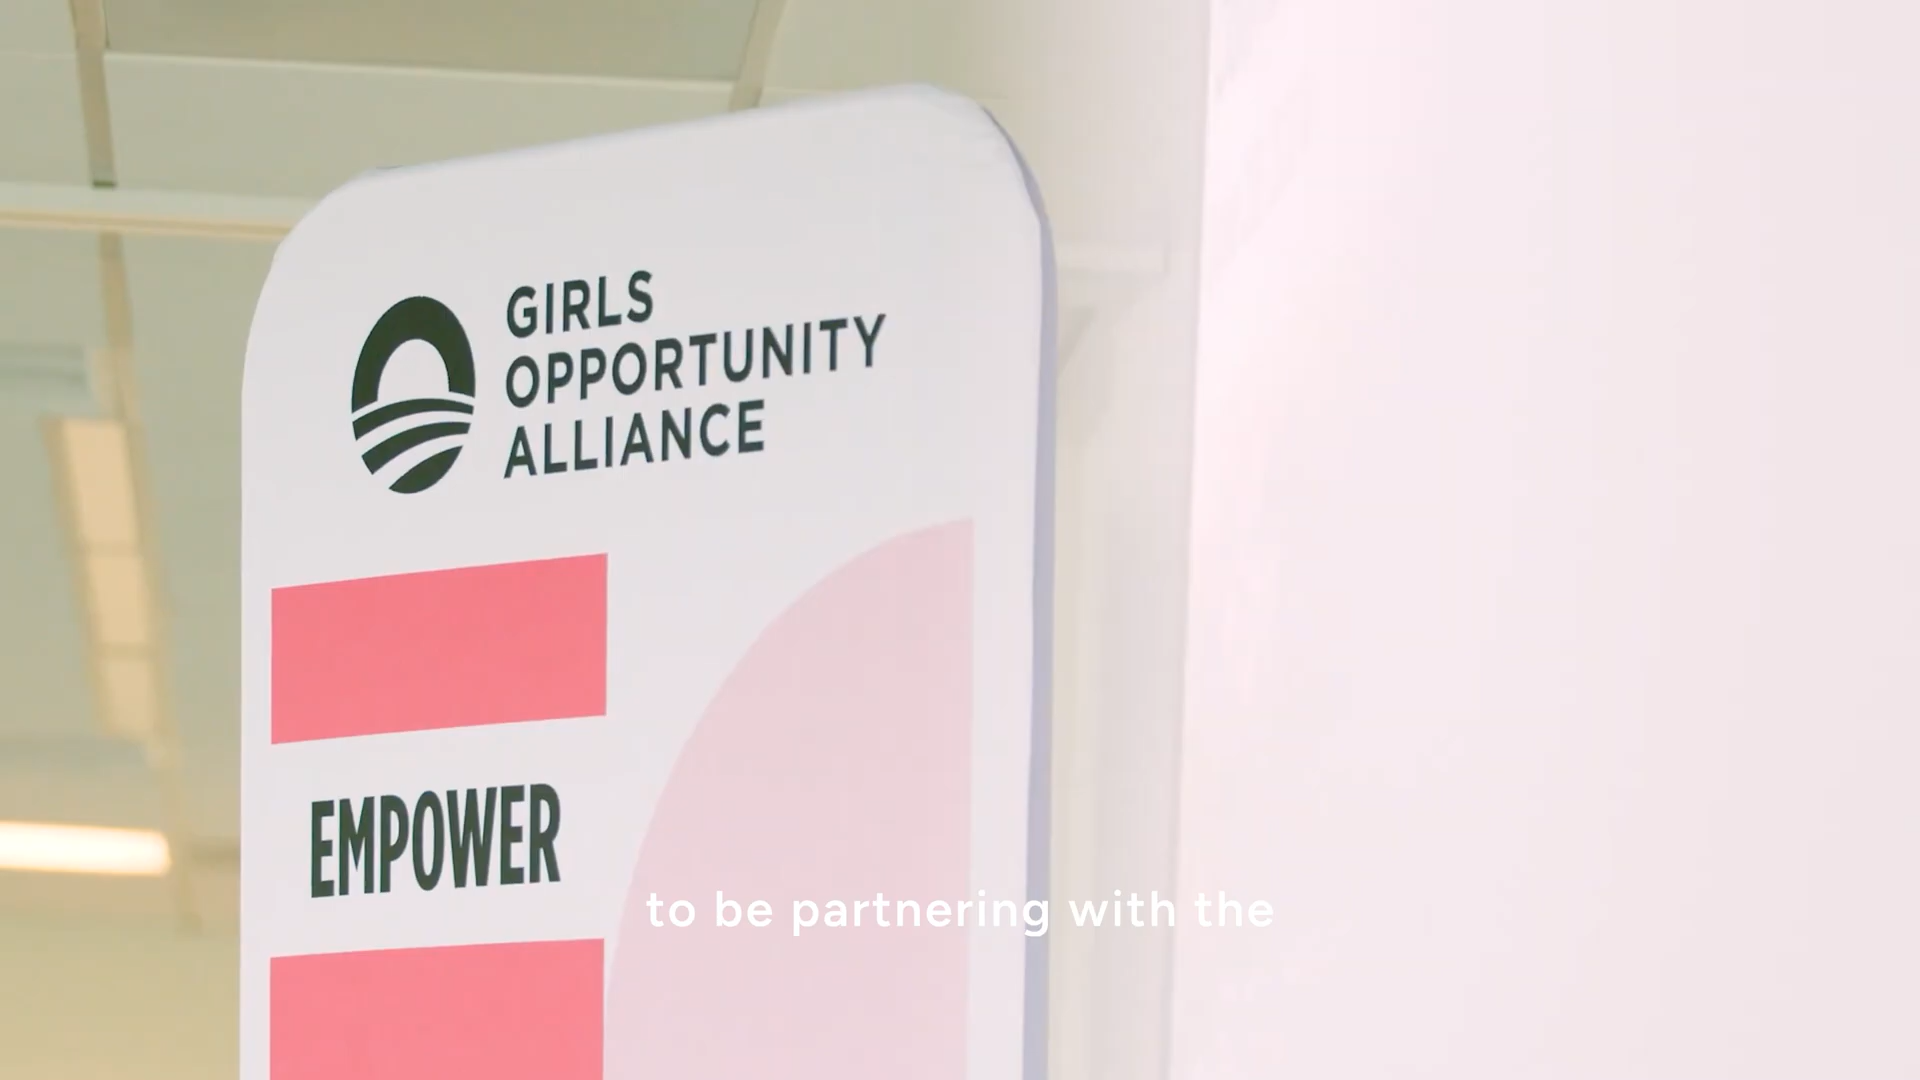 GIRLS
OPPORTUNITY
ALLIANCE
EMPOWER
to be partnering with the